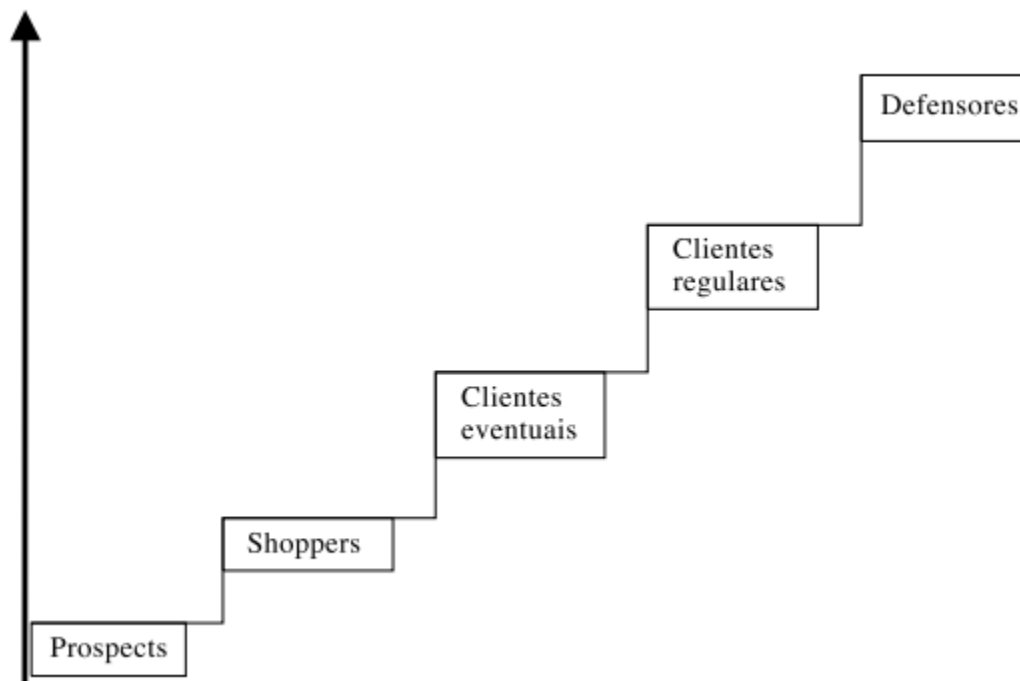 Defensores
Clientes
regulares
Clientes
eventuais
Shoppers
Prospects